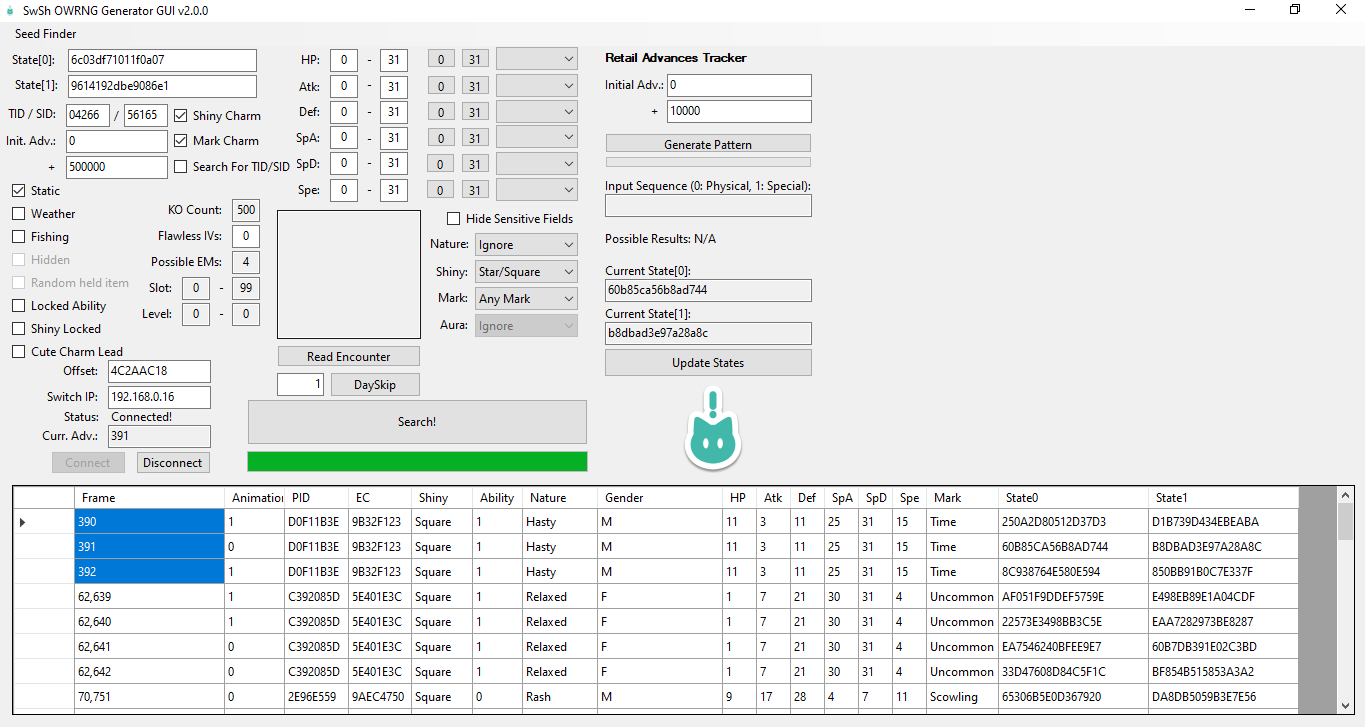 SwSh OWRNG Generator GUI v2.0.0
Seed Finder
State[0]: 6c03df71011f0a07
State[1]: 9614192dbe9086e1
TID / SID: 04266 / 56165 Shiny Charm
Init. Adv.: 0 Mark Charm
+ 500000 Search For TID/SID
Static
Weather
Fishing
Hidden
Random held item
Locked Ability
Shiny Locked
Cute Charm Lead
KO Count: 500
Flawless IVs: 0
Possible EMs: 4
Slot: 0 - 99
Level: 0 - 0
Offset: 4C2AAC18
Switch IP: 192.168.0.16
Status: Connected!
Curr. Adv.: 391
Connect Disconnect
HP: 0 - 31 0 31
Atk: 0 - 31 0 31
Def: 0 - 31 0 31
SpA: 0 - 31 0 31
SpD: 0 - 31 0 31
Spe: 0 - 31 0 31
Hide Sensitive Fields
Nature: Ignore
Shiny: Star/Square
Mark: Any Mark
Aura: Ignore
Read Encounter
1 DaySkip
Search!
Retail Advances Tracker
Initial Adv.: 0
+ 10000
Generate Pattern
Input Sequence (0: Physical, 1: Special):
Possible Results: N/A
Current State[0]:
60b85ca56b8ad744
Current State[1]:
b8dbad3e97a28a8c
Update States
Frame Animation PID EC Shiny Ability Nature Gender HP Atk Def SpA SpD Spe Mark State0 State1
390 1 D0F11B3E 9B32F123 Square 1 Hasty M 11 3 11 25 31 15 Time 250A2D80512D37D3 D1B739D434EBEABA
391 0 D0F11B3E 9B32F123 Square 1 Hasty M 11 3 11 25 31 15 Time 60B85CA56B8AD744 B8DBAD3E97A28A8C
392 1 D0F11B3E 9B32F123 Square 1 Hasty M 11 3 11 25 31 15 Time 8C938764E580E594 850BB91B0C7E337F
62,639 1 C392085D 5E401E3C Square 1 Relaxed F 1 7 21 30 31 4 Uncommon AF051F9DDEF5759E E498EB89E1A04CDF
62,640 1 C392085D 5E401E3C Square 1 Relaxed F 1 7 21 30 31 4 Uncommon 22573E3498BB3C5E EAA7282973BE8287
62,641 0 C392085D 5E401E3C Square 1 Relaxed F 1 7 21 30 31 4 Uncommon EA7546240BFEE9E7 60B7DB391E02C3BD
62,642 0 C392085D 5E401E3C Square 1 Relaxed F 1 7 21 30 31 4 Uncommon 33D47608D84C5F1C BF854B515853A3A2
70,751 0 2E96E559 9AEC4750 Square 0 Rash M 9 17 28 4 7 11 Scowling 65306B5E0D367920 DA8DB5059B3E7E56